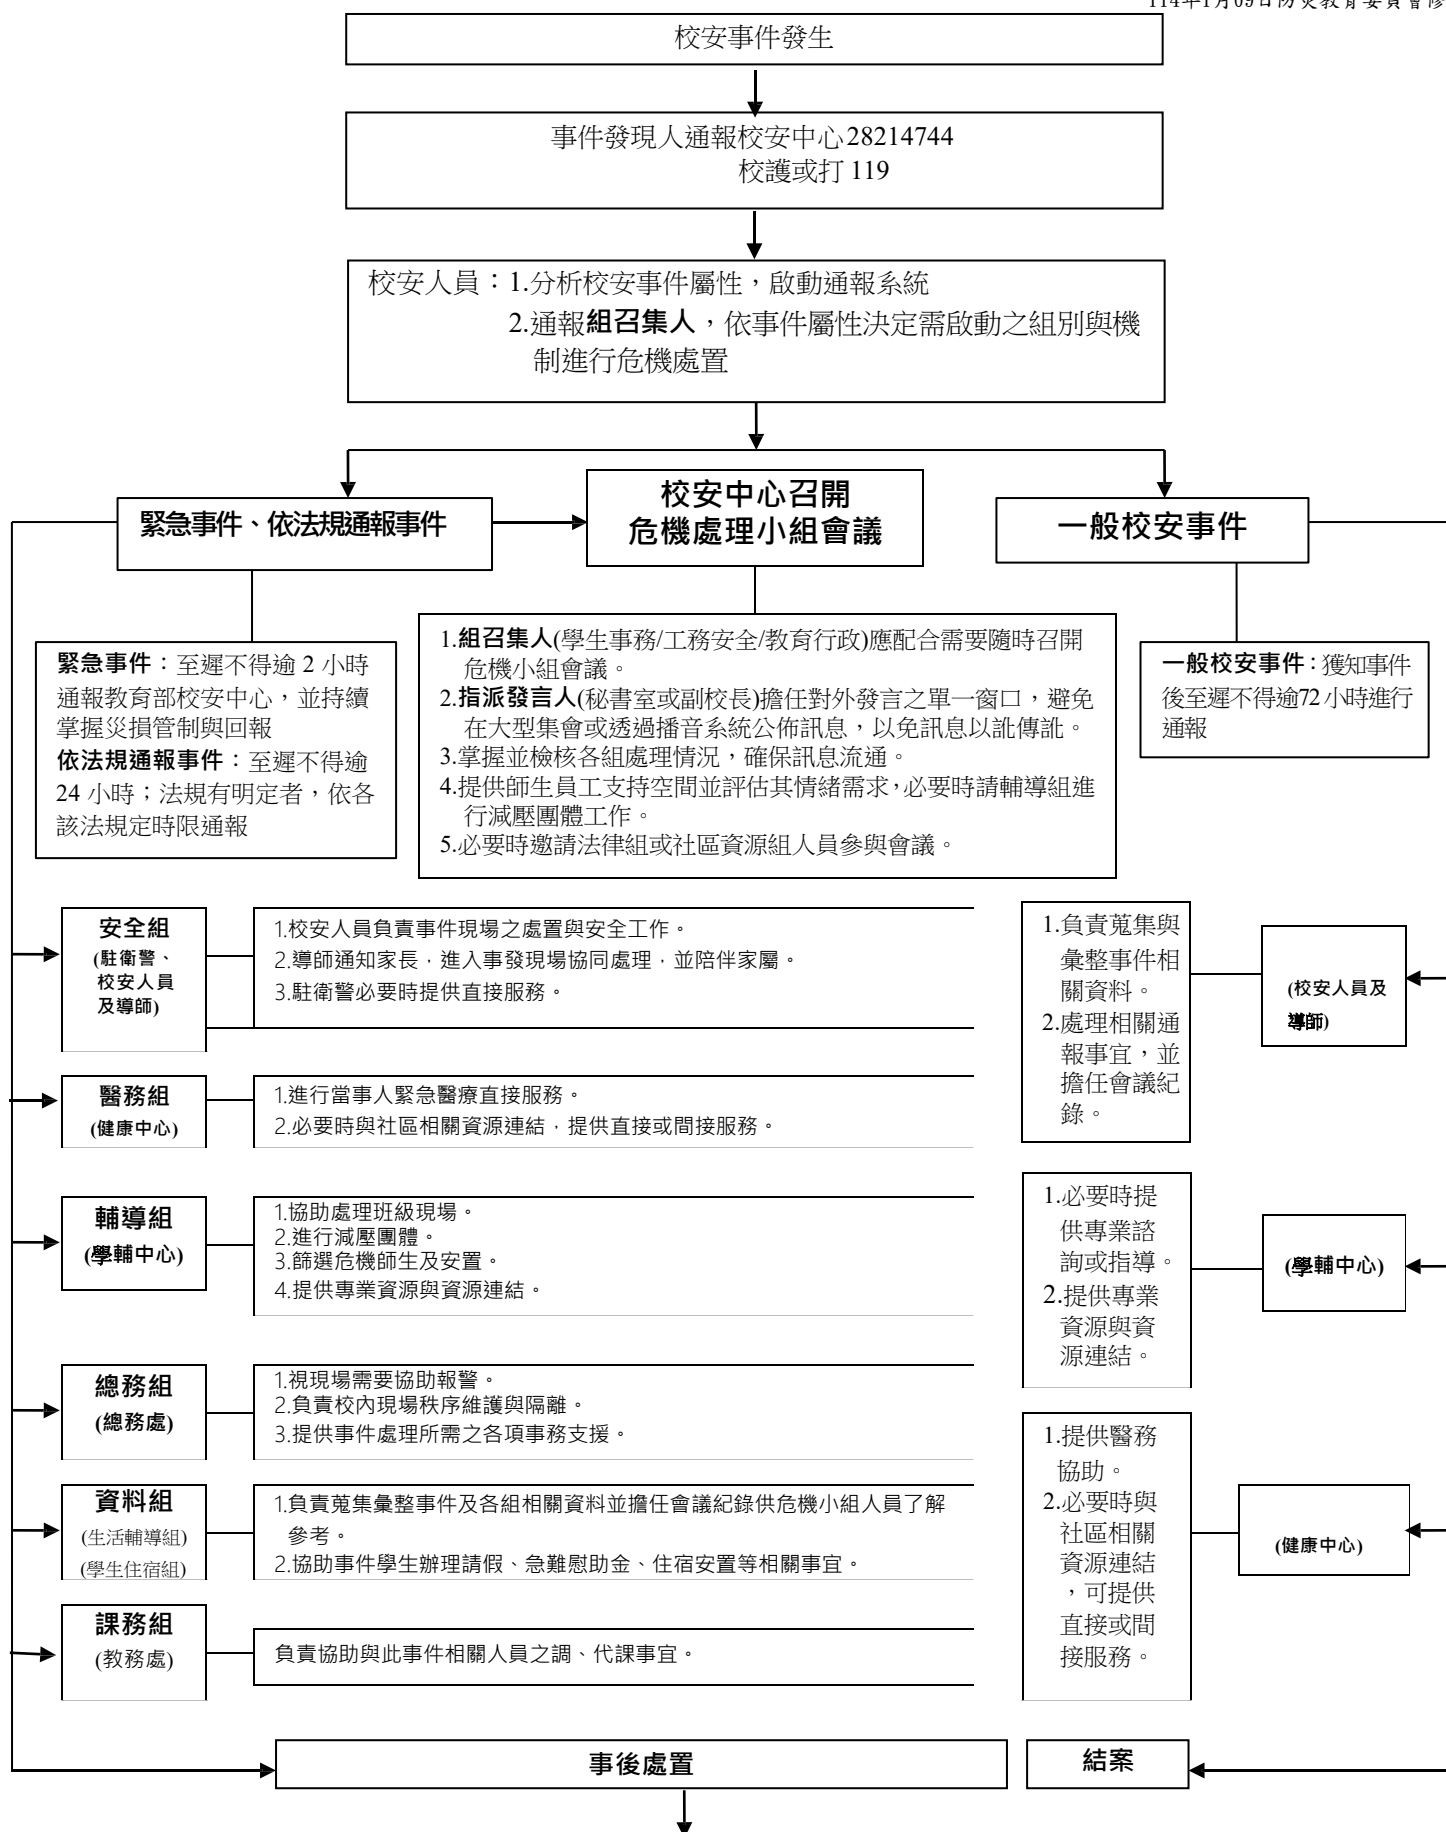 114年1月09日防災教育委員會修
校安事件發生
事件發現人通報校安中心28214744
校護或打 119
校安人員：1.分析校安事件屬性，啟動通報系統
2.通報組召集人，依事件屬性決定需啟動之組別與機
制進行危機處置
緊急事件、依法規通報事件
校安中心召開
危機處理小組會議
一般校安事件
緊急事件：至遲不得逾 2 小時
通報教育部校安中心，並持續
掌握災損管制與回報
依法規通報事件：至遲不得逾
24 小時；法規有明定者，依各
該法規定時限通報
1.組召集人(學生事務/工務安全/教育行政)應配合需要隨時召開
危機小組會議。
2.指派發言人(秘書室或副校長)擔任對外發言之單一窗口，避免
在大型集會或透過播音系統公佈訊息，以免訊息以訛傳訛。
3.掌握並檢核各組處理情況，確保訊息流通。
4.提供師生員工支持空間並評估其情緒需求，必要時請輔導組進
行減壓團體工作。
5.必要時邀請法律組或社區資源組人員參與會議。
一般校安事件：獲知事件
後至遲不得逾72 小時進行
通報
安全組
(駐衛警、
校安人員
及導師)
1.校安人員負責事件現場之處置與安全工作。
2.導師通知家長，進入事發現場協同處理，並陪伴家屬。
3.駐衛警必要時提供直接服務。
醫務組
(健康中心)
1.進行當事人緊急醫療直接服務。
2.必要時與社區相關資源連結，提供直接或間接服務。
輔導組
(學輔中心)
1.協助處理班級現場。
2.進行減壓團體。
3.篩選危機師生及安置。
4.提供專業資源與資源連結。
總務組
(總務處)
1.視現場需要協助報警。
2.負責校內現場秩序維護與隔離。
3.提供事件處理所需之各項事務支援。
資料組
(生活輔導組)
(學生住宿組)
1.負責蒐集彙整事件及各組相關資料並擔任會議紀錄供危機小組人員了解
參考。
2.協助事件學生辦理請假、急難慰助金、住宿安置等相關事宜。
課務組
(教務處)
負責協助與此事件相關人員之調、代課事宜。
1.負責蒐集與
彙整事件相
關資料。
2.處理相關通
報事宜，並
擔任會議紀
錄。
(校安人員及
導師)
1.必要時提
供專業諮
詢或指導。
2.提供專業
資源與資
源連結。
(學輔中心)
1.提供醫務
協助。
2.必要時與
社區相關
資源連結
，可提供
直接或間
接服務。
(健康中心)
事後處置
結案